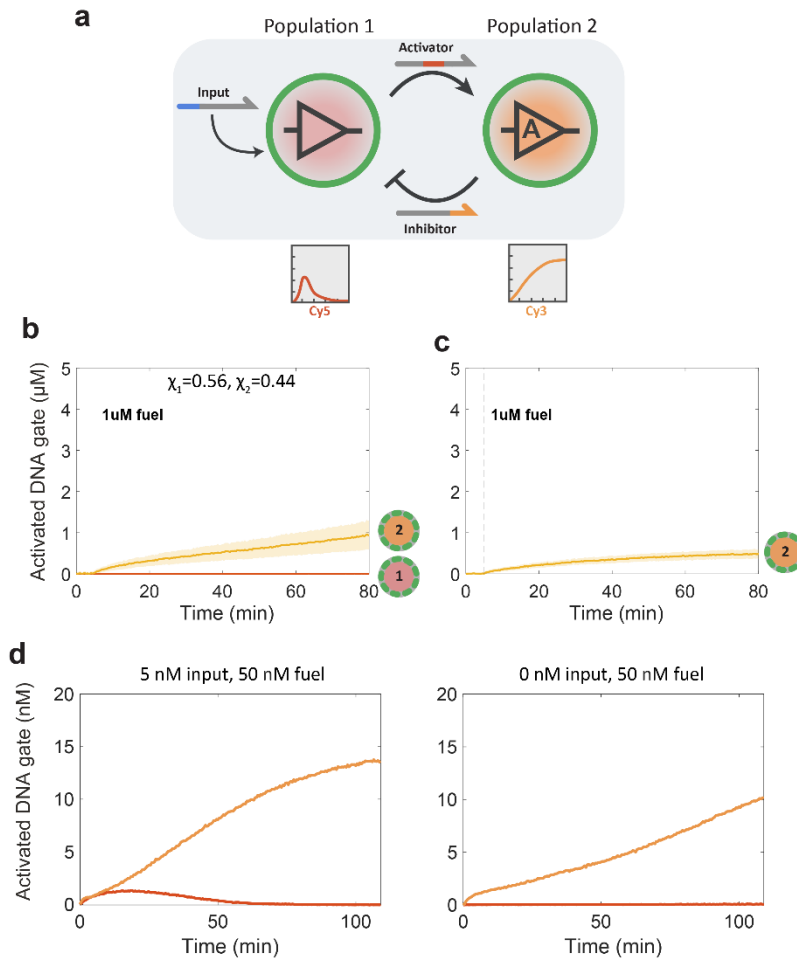 a
Population 1
Population 2
Activator
Input
A
Inhibitor
Cy5
Cy3
b
χ1=0.56, χ2=0.44
1uM fuel
Activated DNA gate (μM)
5
4
3
2
1
0
0
20
40
60
80
Time (min)
2
1
c
1uM fuel
5
4
3
2
1
0
0
20
40
60
80
Time (min)
2
d
5 nM input, 50 nM fuel
Activated DNA gate (nM)
20
15
10
5
0
0
50
100
Time (min)
0 nM input, 50 nM fuel
20
15
10
5
0
0
50
100
Time (min)